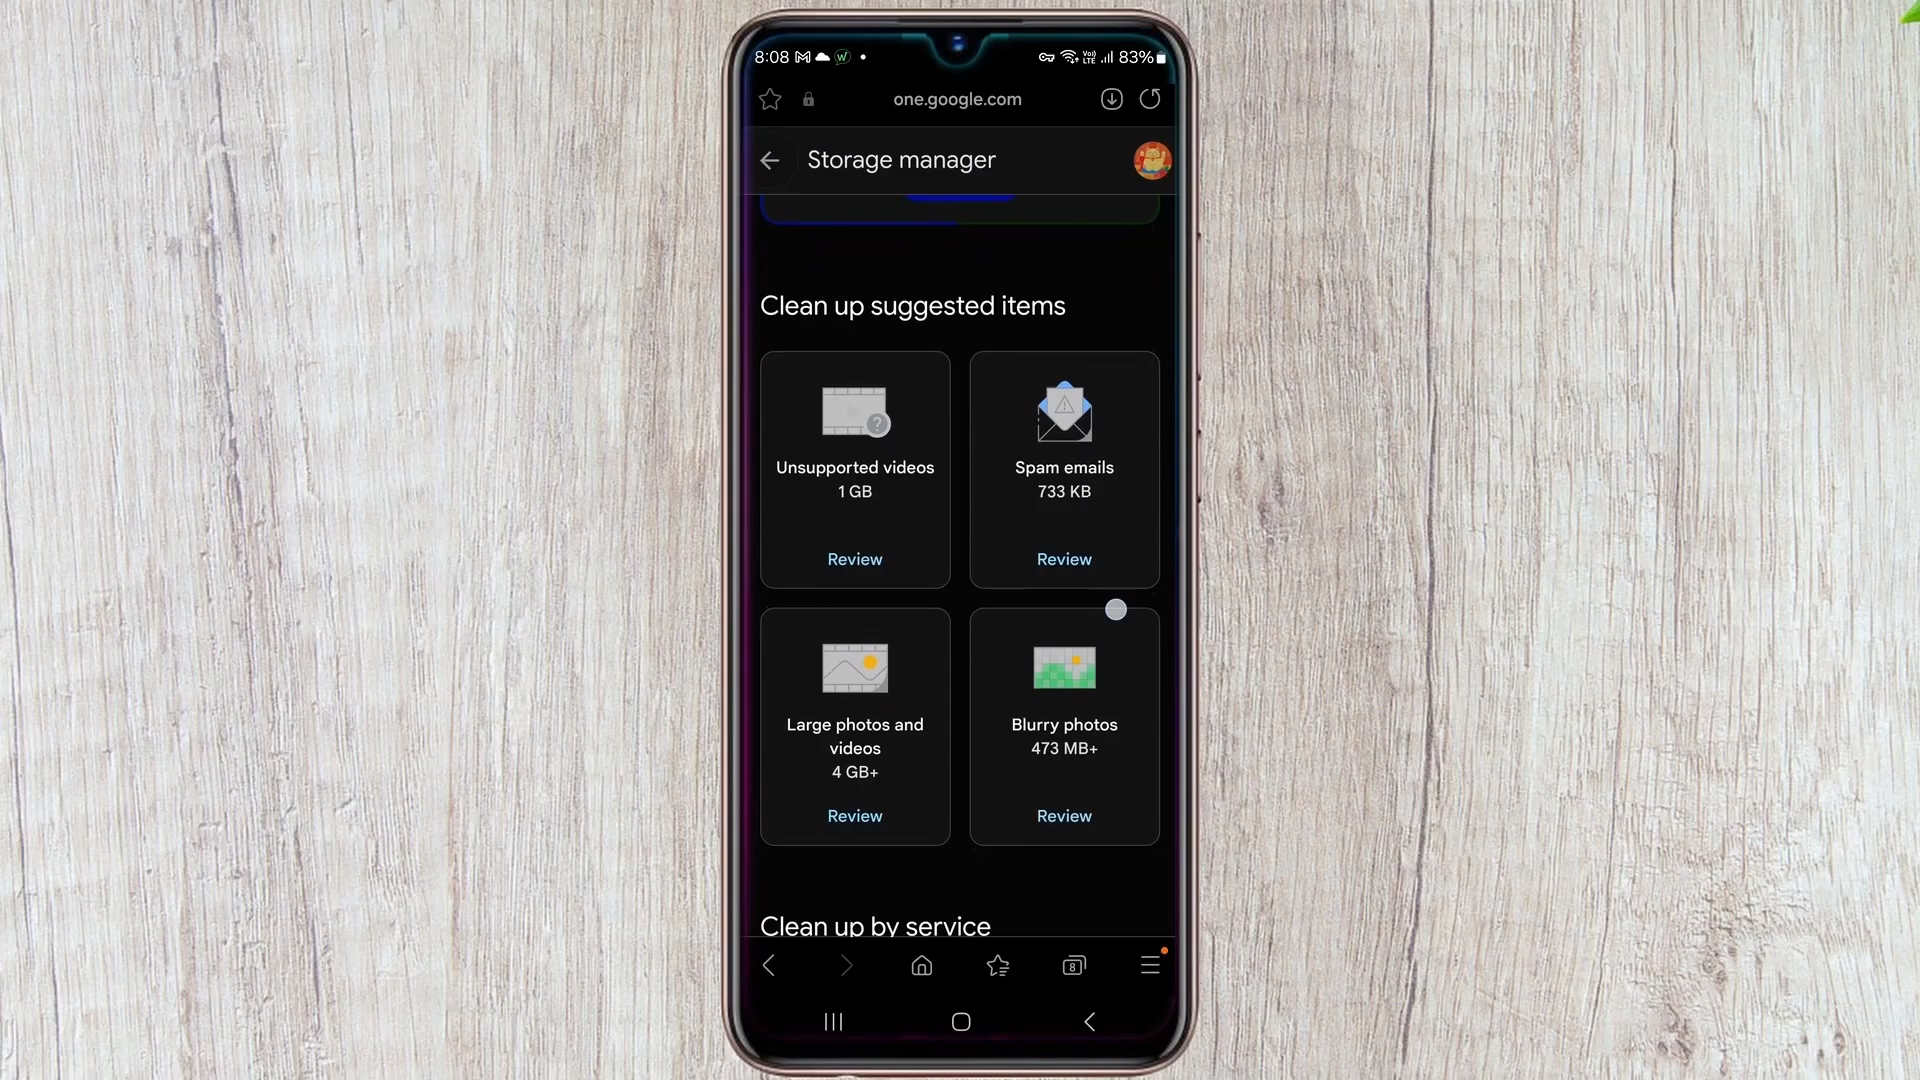 8:08 83%
one.google.com
Storage manager
Clean up suggested items
Unsupported videos
1 GB
Review
Spam emails
733 KB
Review
Large photos and
videos
4 GB+
Review
Blurry photos
473 MB+
Review
Clean up by service
8